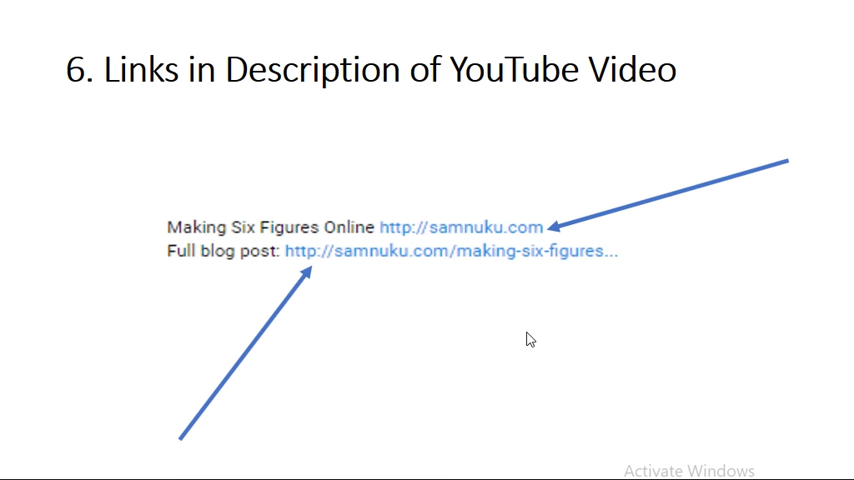 6. Links in Description of YouTube Video
Making Six Figures Online http://samnuku.com
Full blog post: http://samnuku.com/making-six-figures...
Activate Windows